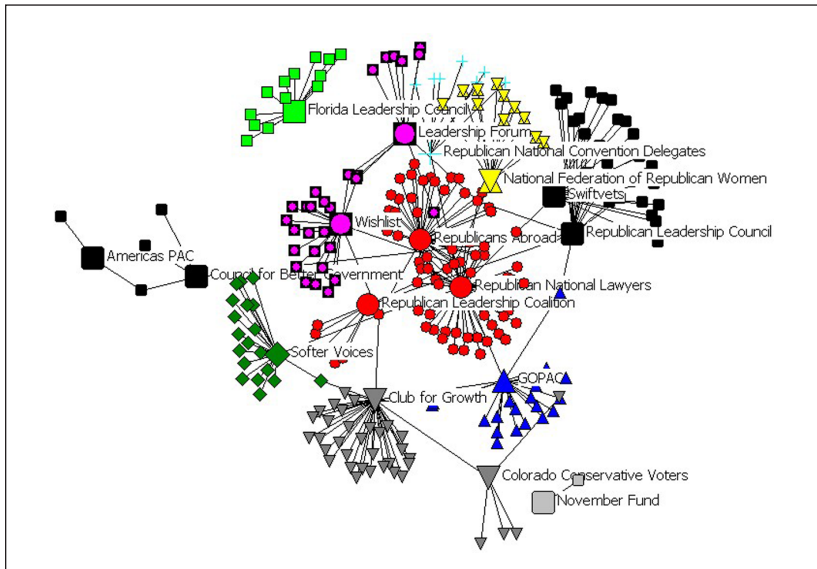 Florida Leadership Council
Leadership Forum
Republican National Convention Delegates
National Federation of Republican Women
Swiftvets
Wishlist
Republicans Abroad
Republican Leadership Council
Americas PAC
Council for Better Government
Republican National Lawyers
Republican Leadership Coalition
Softer Voices
GOPAC
Club for Growth
Colorado Conservative Voters
November Fund